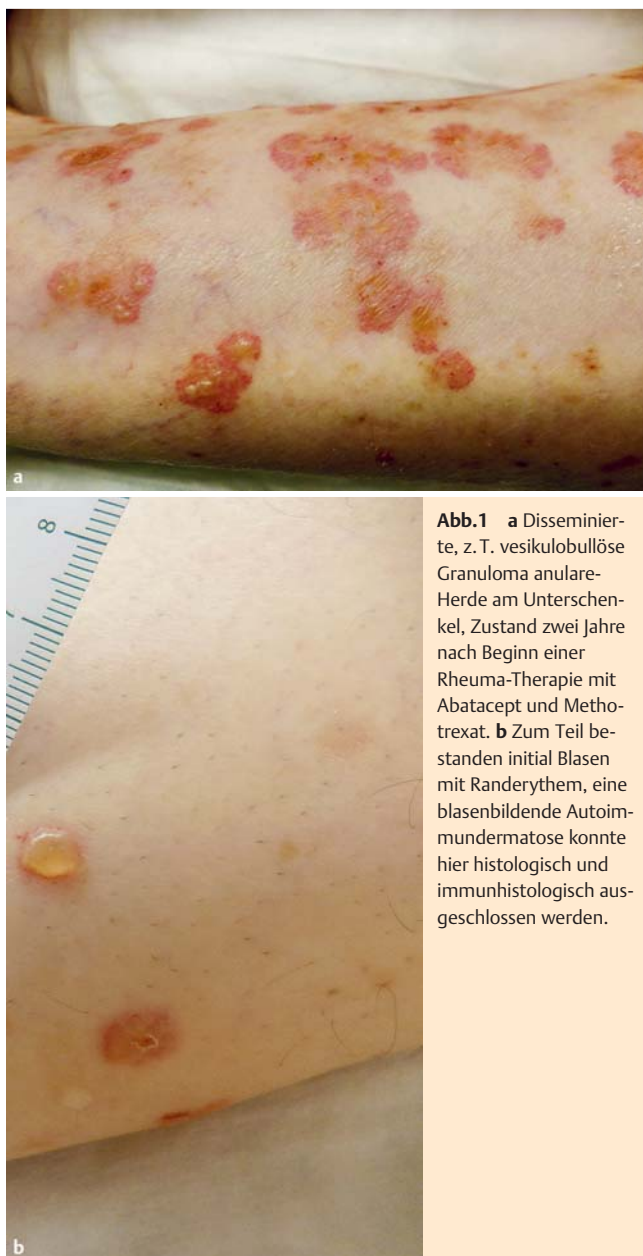 a
8
Abb.1 a Disseminier-
te, z. T. vesikulobullöse
Granuloma anulare-
Herde am Unterschen-
kel, Zustand zwei Jahre
nach Beginn einer
Rheuma-Therapie mit
Abatacept und Metho-
trexat. b Zum Teil be-
standen initial Blasen
mit Randerythem, eine
blasenbildende Autoim-
mundermatose konnte
hier histologisch und
immunhistologisch aus-
geschlossen werden.
b